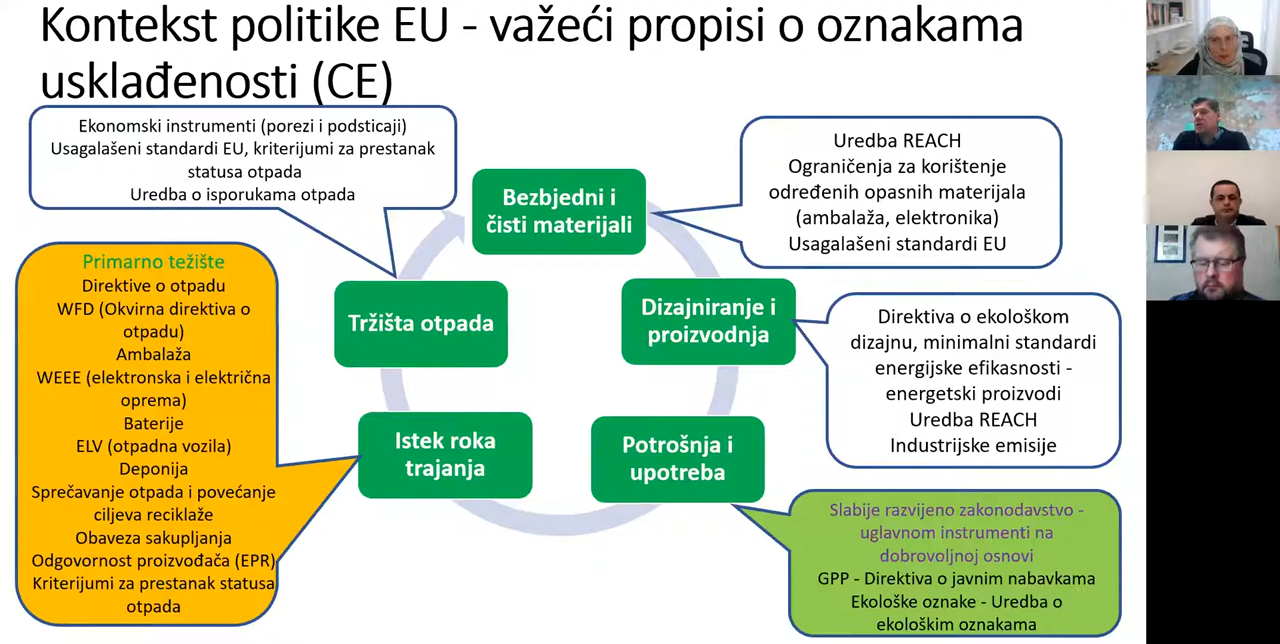 Kontekst politike EU - važeći propisi o oznakama
usklađenosti (CE)
Ekonomski instrumenti (porezi i podsticaji)
Usagalašeni standardi EU, kriterijumi za prestanak
statusa otpada
Uredba o isporukama otpada
Bezbjedni i
čisti materijali
Uredba REACH
Ograničenja za korištenje
određenih opasnih materijala
(ambalaža, elektronika)
Usagalašeni standardi EU
Primarno težište
Direktive o otpadu
WFD (Okvirna direktiva o
otpadu)
Ambalaža
WEEE (elektronska i električna
oprema)
Baterije
ELV (otpadna vozila)
Deponija
Sprečavanje otpada i povećanje
ciljeva reciklaže
Obaveza sakupljanja
Odgovornost proizvođača (EPR)
Kriterijumi za prestanak statusa
otpada
Tržišta otpada
Dizajniranje i
proizvodnja
Direktiva o ekološkom
dizajnu, minimalni standardi
energijske efikasnosti -
energetski proizvodi
Uredba REACH
Industrijske emisije
Istek roka
trajanja
Potrošnja i
upotreba
Slabije razvijeno zakonodavstvo -
uglavnom instrumenti na
dobrovoljnoj osnovi
GPP - Direktiva o javnim nabavkama
Ekološke oznake - Uredba o
ekološkim oznakama